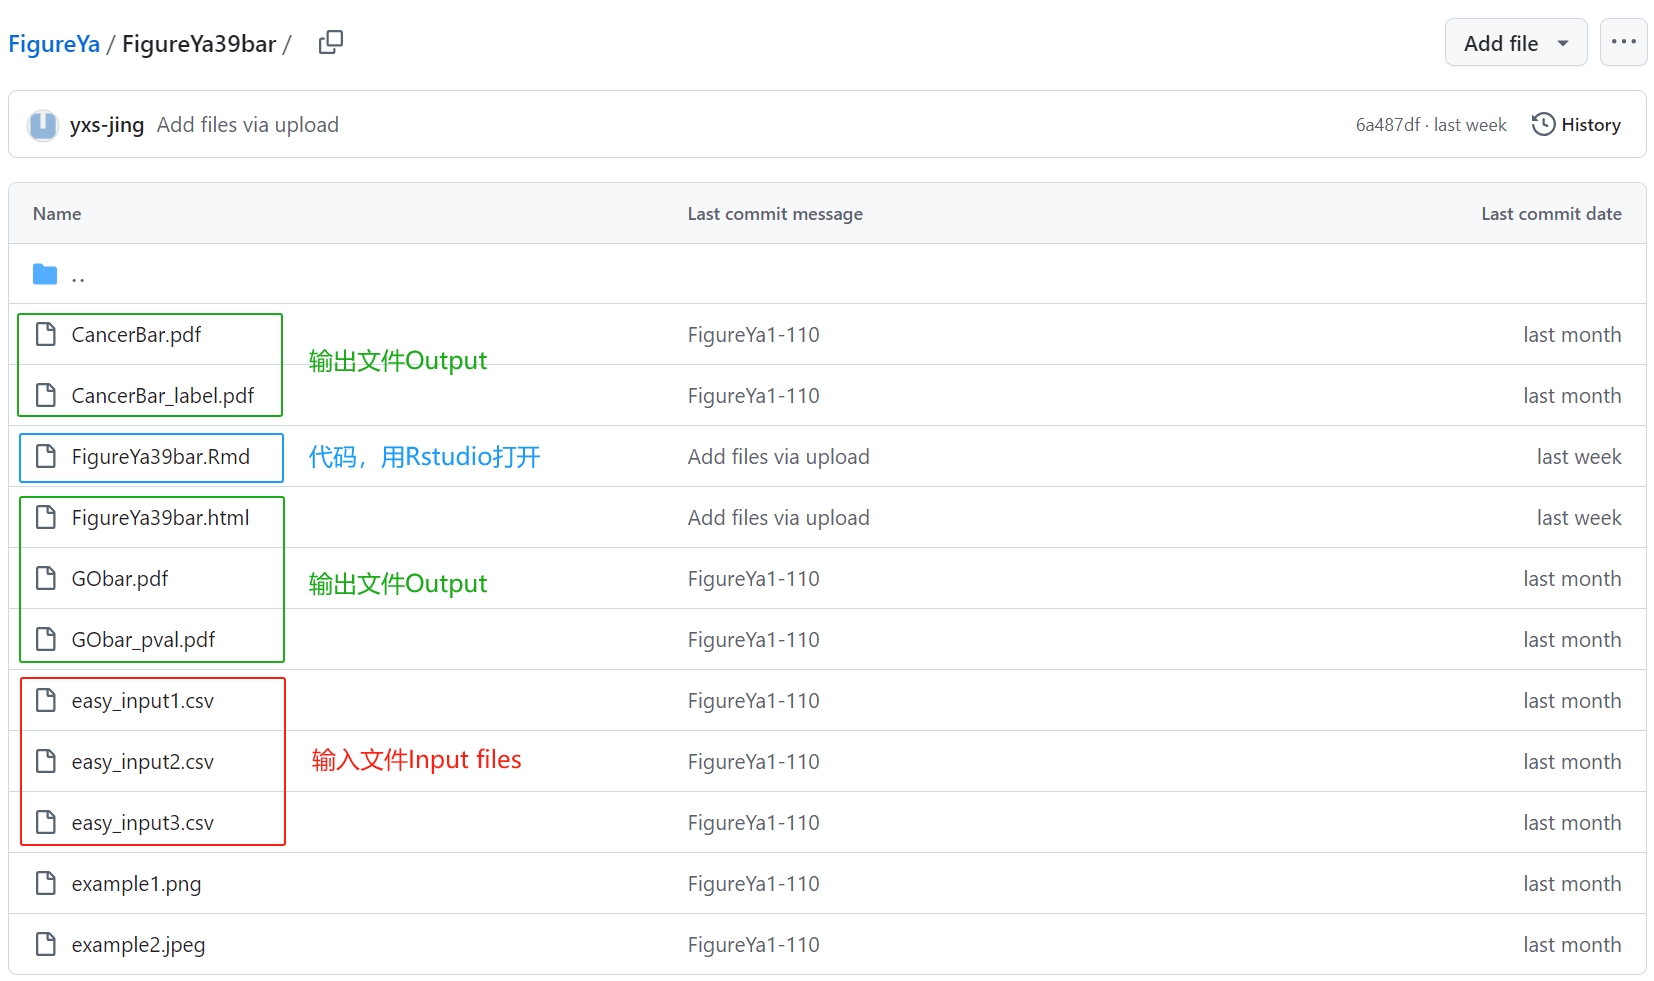 FigureYa / FigureYa39bar /
Add file
yxs-jing Add files via upload
6a487df · last week
History
Name Last commit message Last commit date
..
CancerBar.pdf FigureYa1-110 last month
输出文件Output
CancerBar_label.pdf FigureYa1-110 last month
FigureYa39bar.Rmd 代码，用Rstudio打开 Add files via upload last week
FigureYa39bar.html Add files via upload last week
GObar.pdf 输出文件Output FigureYa1-110 last month
GObar_pval.pdf FigureYa1-110 last month
easy_input1.csv FigureYa1-110 last month
easy_input2.csv 输入文件Input files FigureYa1-110 last month
easy_input3.csv FigureYa1-110 last month
example1.png FigureYa1-110 last month
example2.jpeg FigureYa1-110 last month